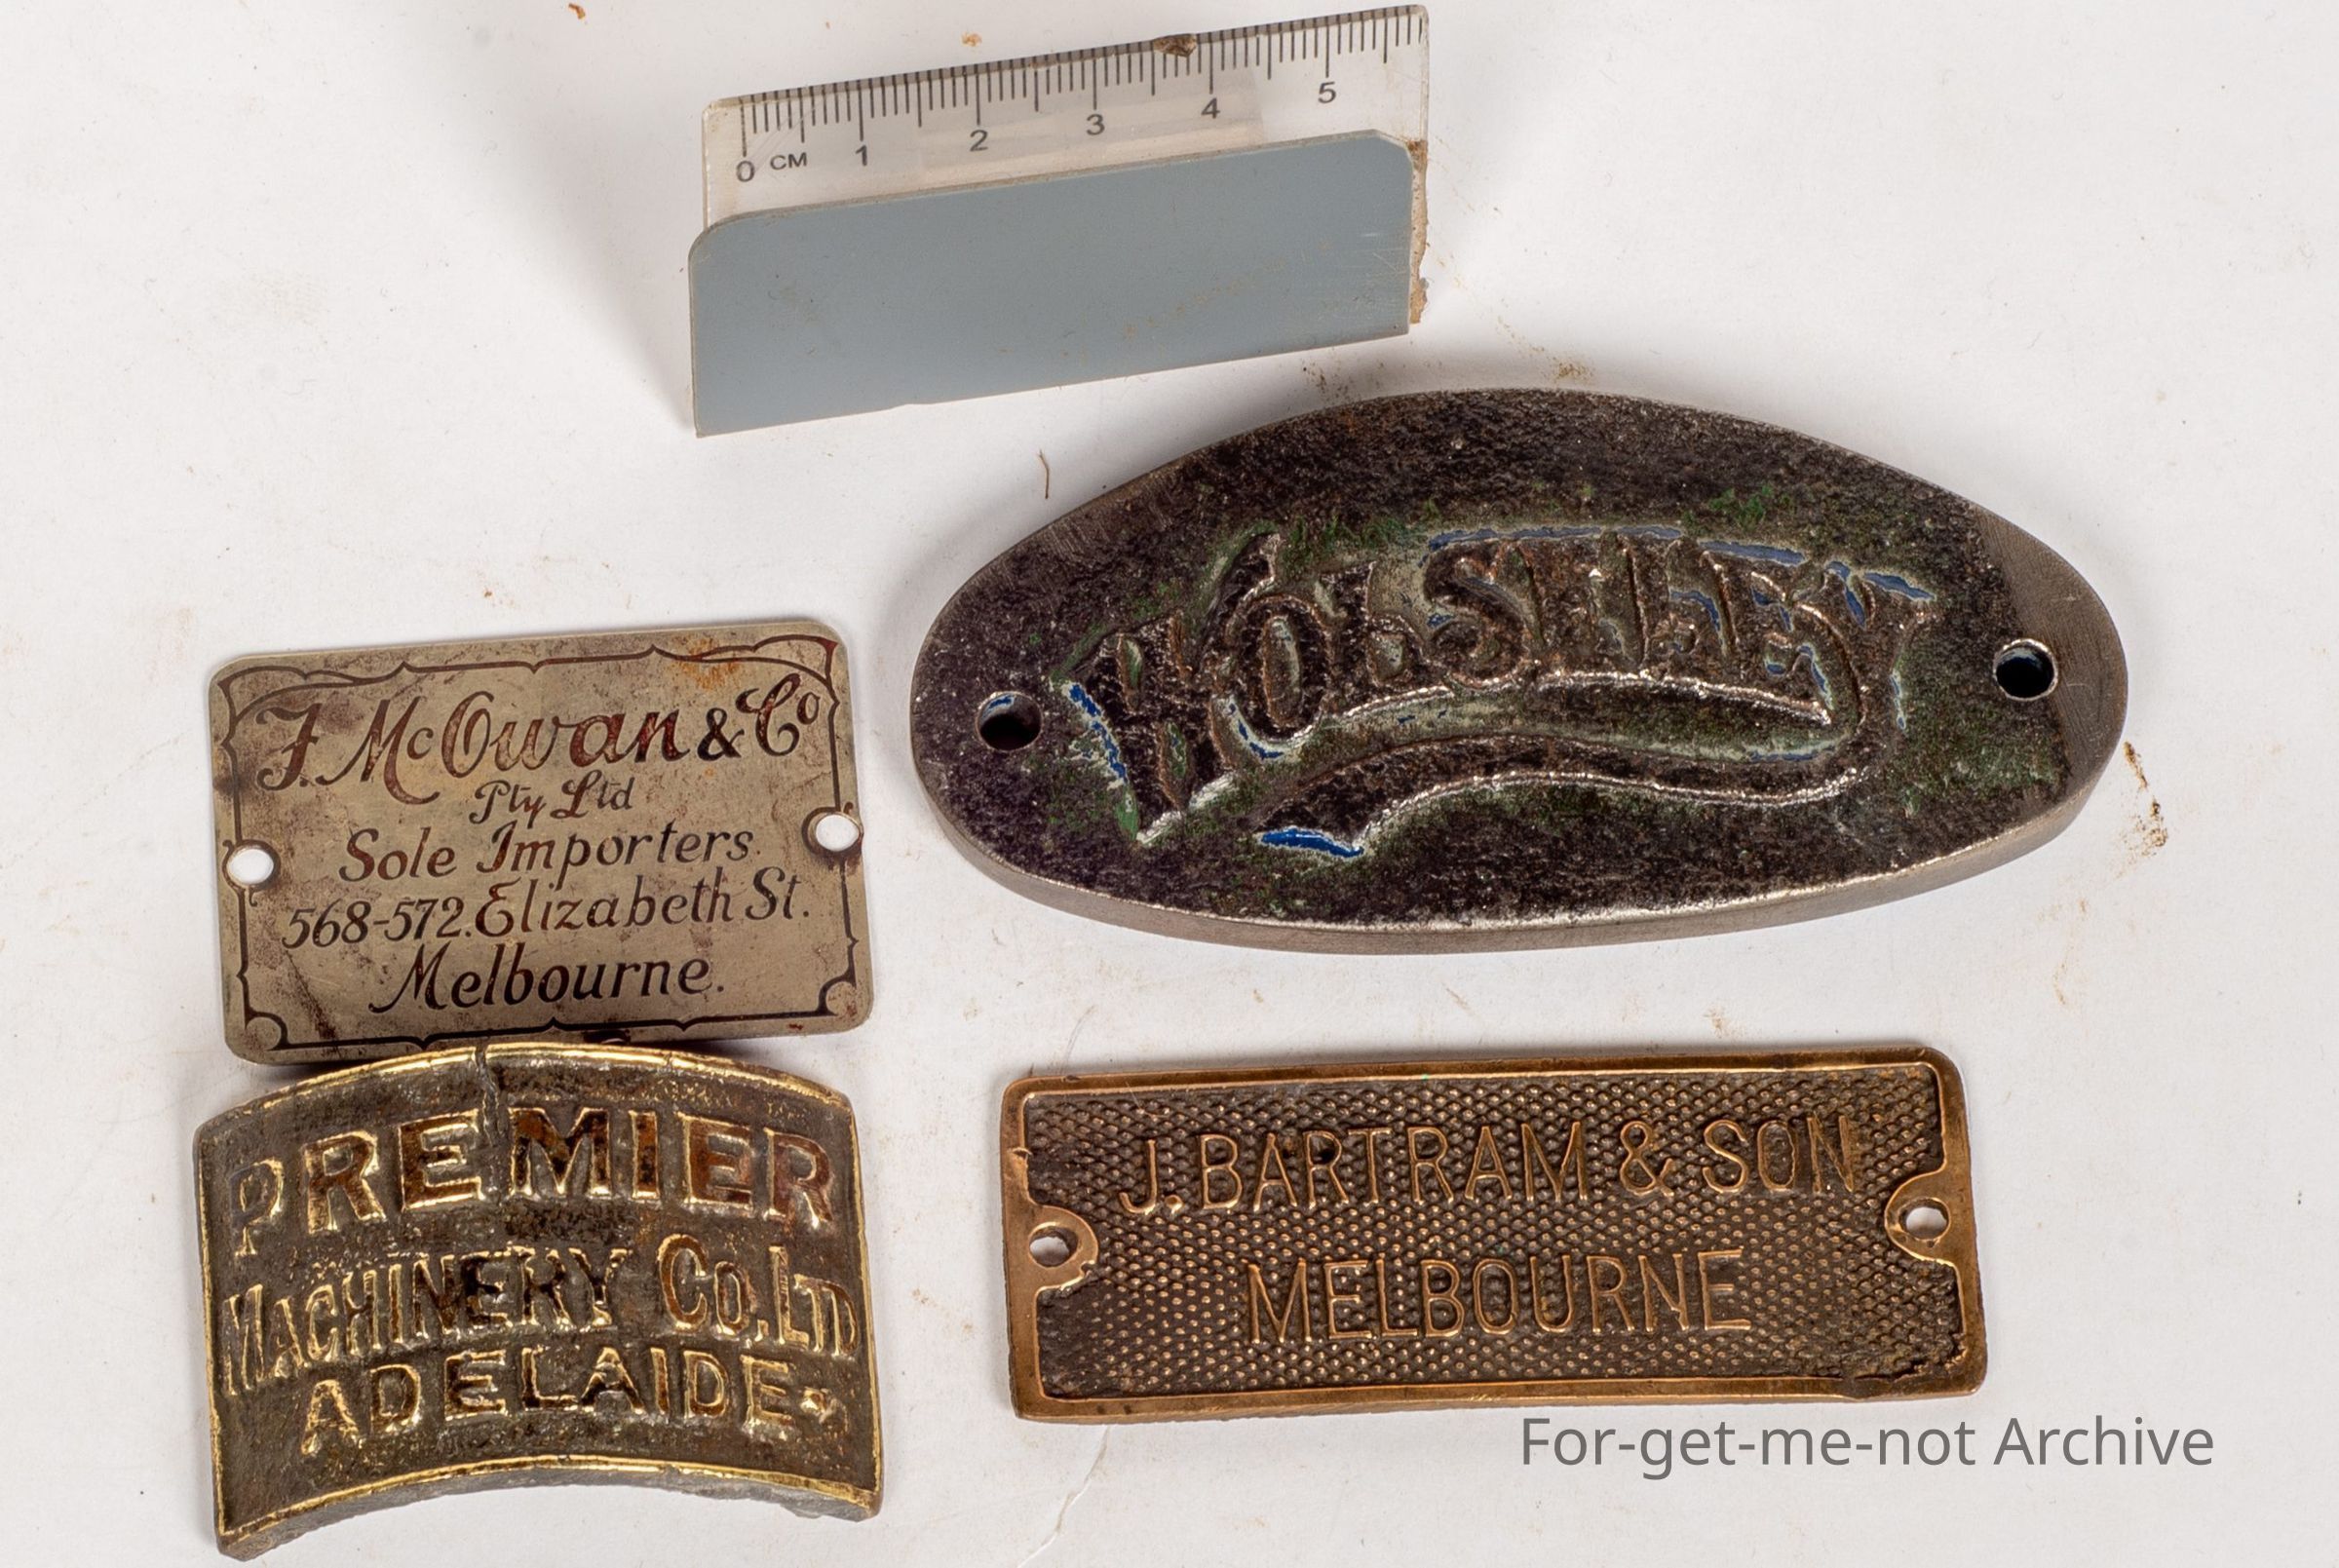 0 CM 1 2 3 4 5
WOLSELEY
F. McOwan & Co
Pty Ltd
Sole Importers.
568-572. Elizabeth St.
Melbourne.
PREMIER
MACHINERY CO. LTD
ADELAIDE
J. BARTRAM & SON
MELBOURNE
For-get-me-not Archive